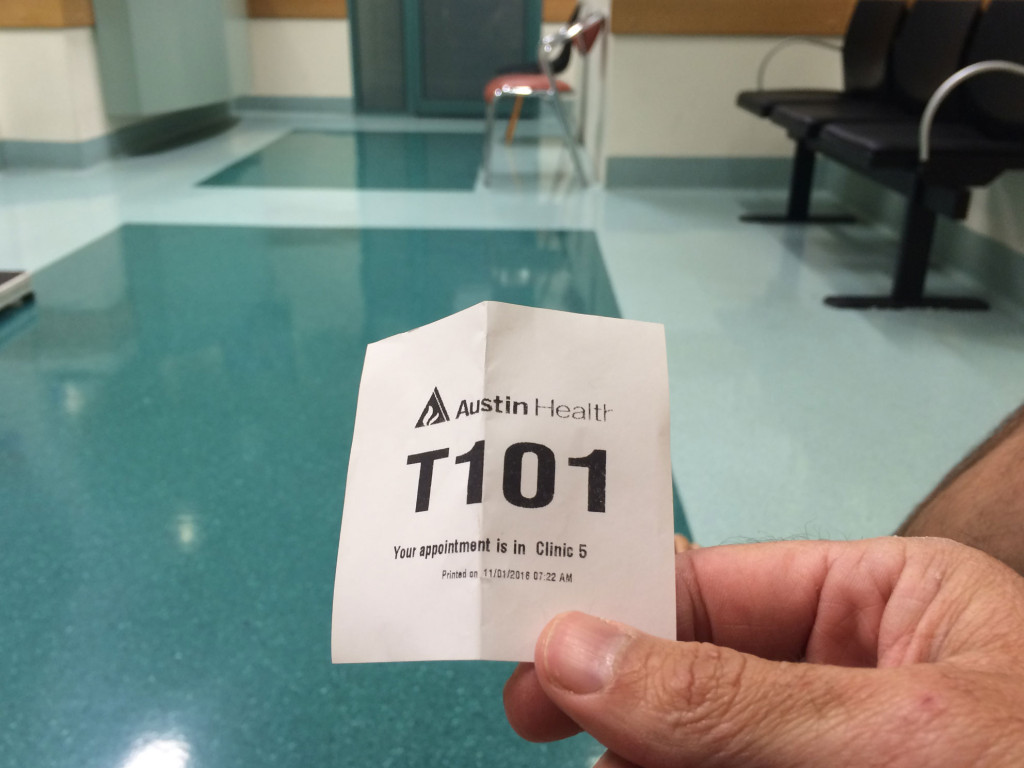 Austin Health
T101
Your appointment is in Clinic 5
Printed on 11/01/2016 07:22 AM